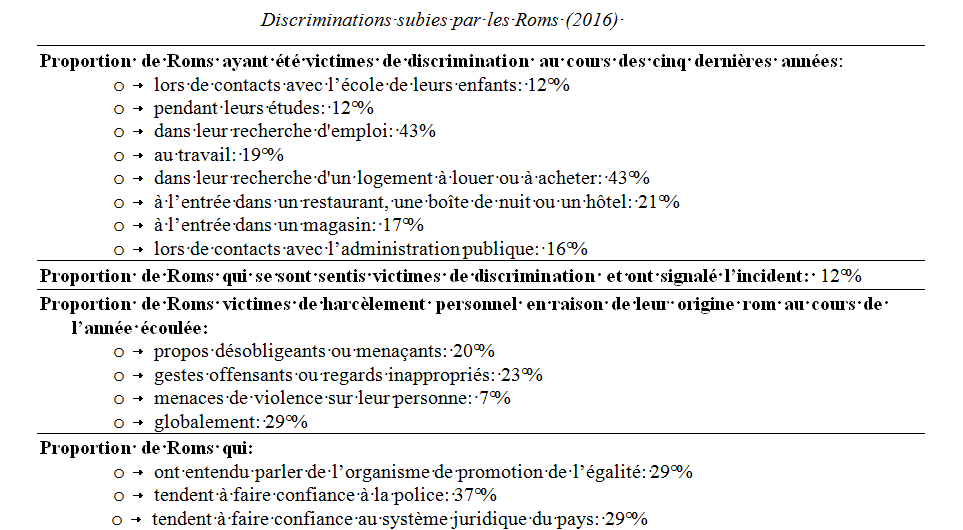 Discriminations subies par les Roms (2016)
Proportion de Roms ayant été victimes de discrimination au cours des cinq dernières années:
o → lors de contacts avec l'école de leurs enfants: 12 %
o → pendant leurs études: 12 %
o → dans leur recherche d'emploi: 43%
o → au travail: 19 %
o → dans leur recherche d'un logement à louer ou à acheter: 43%
o → à l'entrée dans un restaurant, une boîte de nuit ou un hôtel: 21 %
o → à l'entrée dans un magasin: 17 %
o → lors de contacts avec l'administration publique: 16 %
Proportion de Roms qui se sont sentis victimes de discrimination et ont signalé l'incident: 12 %
Proportion de Roms victimes de harcèlement personnel en raison de leur origine rom au cours de
l'année écoulée:
o → propos désobligeants ou menaçants: 20 %
o → gestes offensants ou regards inappropriés: 23 %
o → menaces de violence sur leur personne: 7 %
o → globalement: 29 %
Proportion de Roms qui:
o → ont entendu parler de l'organisme de promotion de l'égalité: 29 %
o → tendent à faire confiance à la police: 37 %
o → tendent à faire confiance au système juridique du pays: 29 %